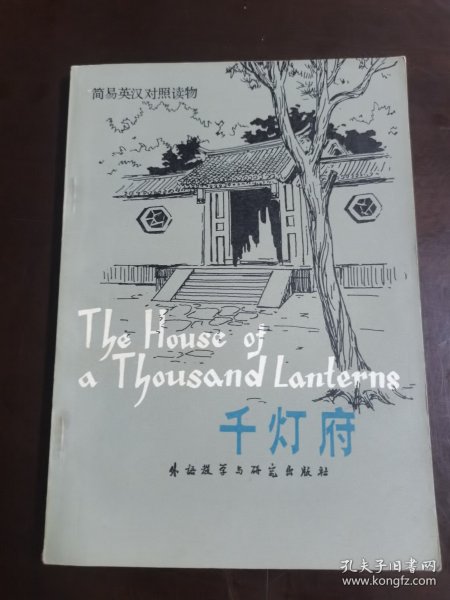 简易英汉对照读物
The House of
a Thousand Lanterns
千灯府
外语教学与研究出版社
孔夫子旧书网
www.kongfz.com